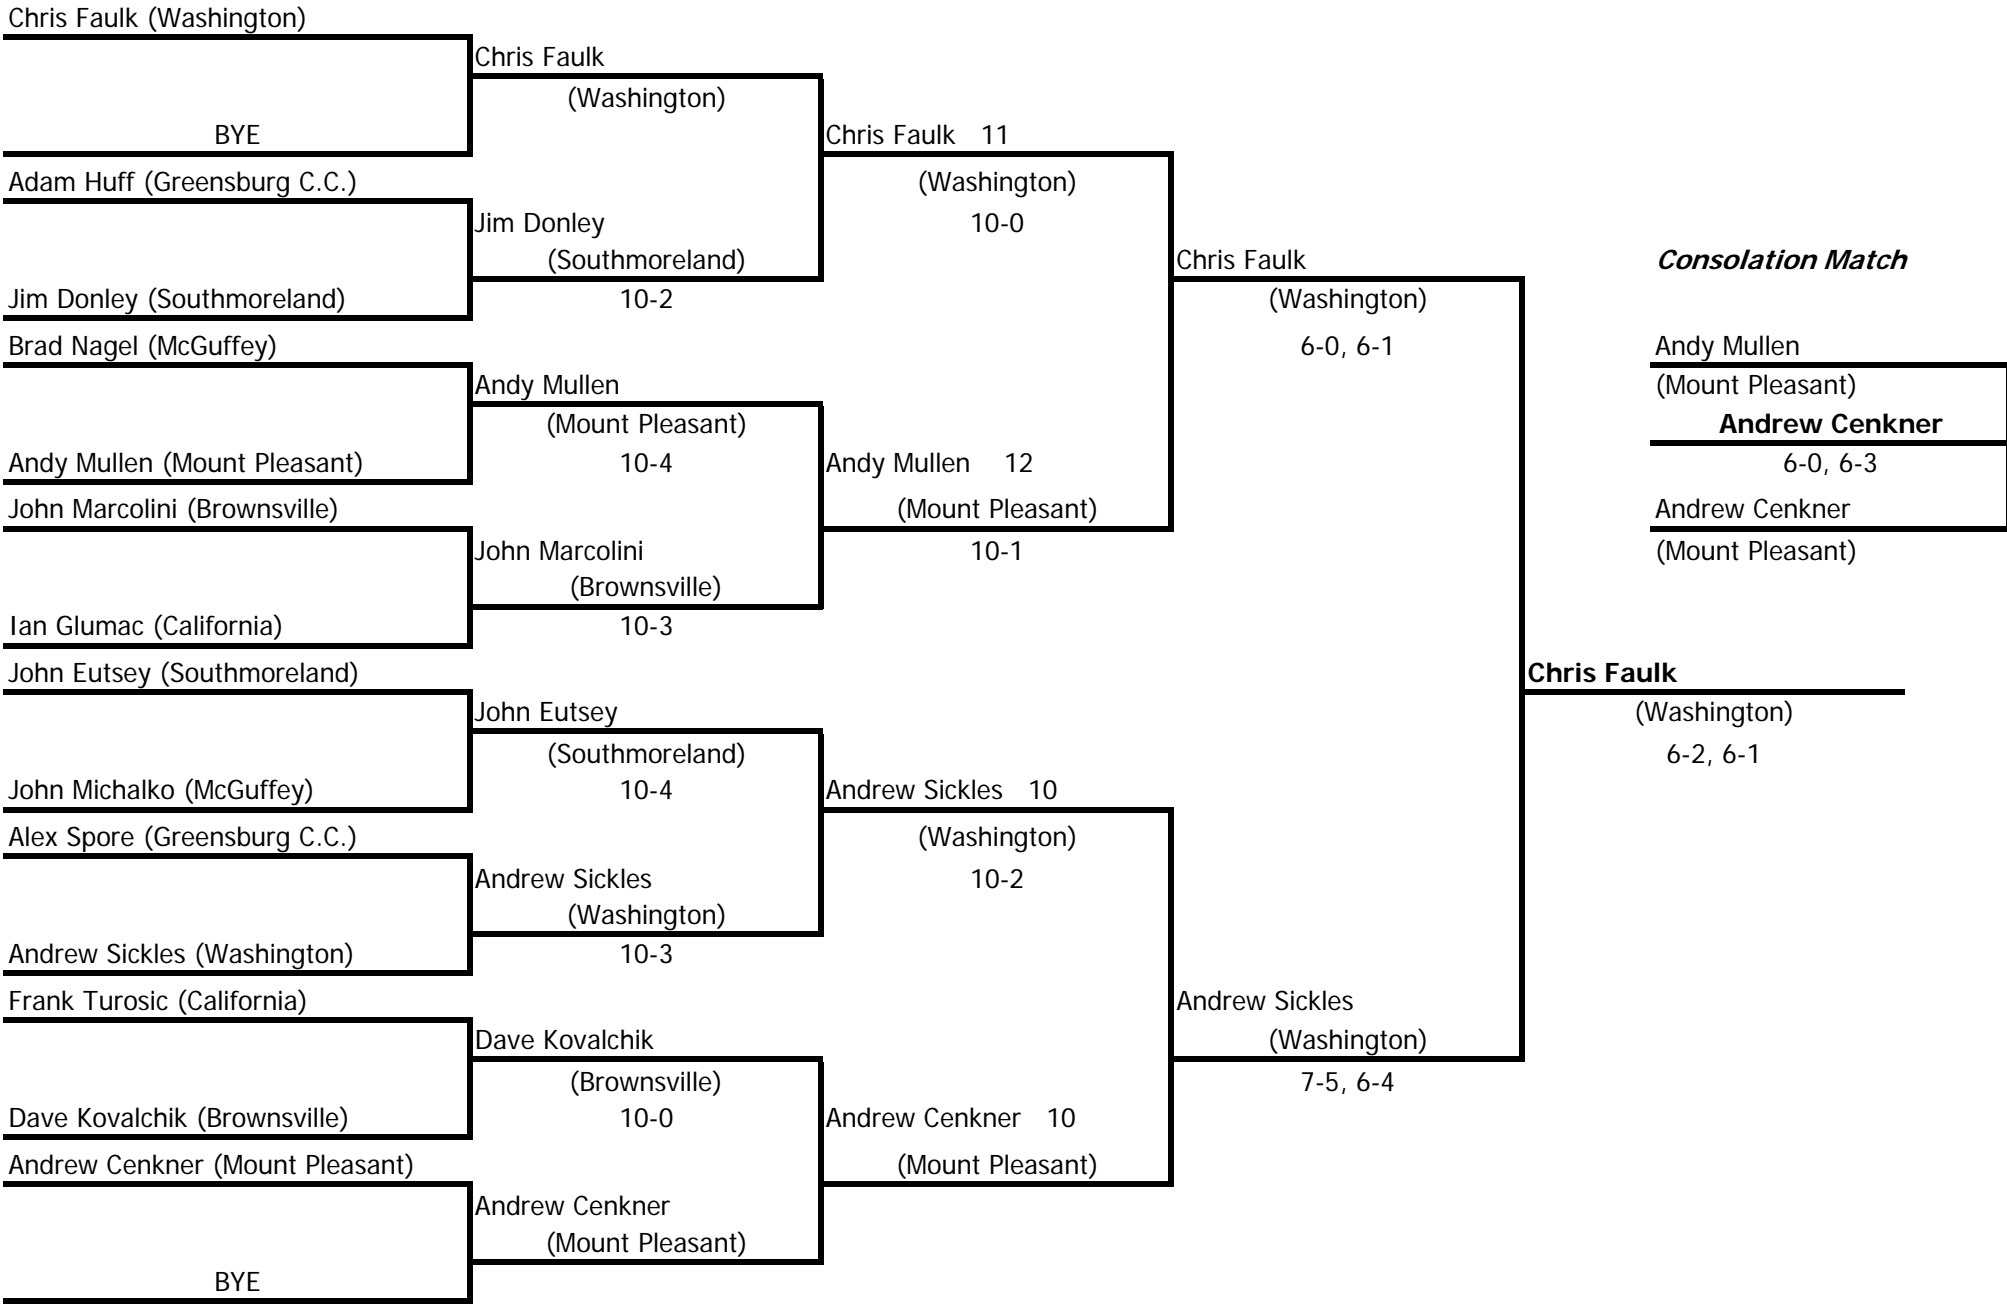 Chris Faulk (Washington)
BYE
Adam Huff (Greensburg C.C.)
Jim Donley (Southmoreland)
Brad Nagel (McGuffey)
Andy Mullen (Mount Pleasant)
John Marcolini (Brownsville)
Ian Glumac (California)
John Eutsey (Southmoreland)
John Michalko (McGuffey)
Alex Spore (Greensburg C.C.)
Andrew Sickles (Washington)
Frank Turosic (California)
Dave Kovalchik (Brownsville)
Andrew Cenkner (Mount Pleasant)
BYE
Chris Faulk
(Washington)
Jim Donley
(Southmoreland)
10-2
Andy Mullen
(Mount Pleasant)
10-4
John Marcolini
(Brownsville)
10-3
John Eutsey
(Southmoreland)
10-4
Andrew Sickles
(Washington)
10-3
Dave Kovalchik
(Brownsville)
10-0
Andrew Cenkner
(Mount Pleasant)
Chris Faulk 11
(Washington)
10-0
Andy Mullen 12
(Mount Pleasant)
10-1
Andrew Sickles 10
(Washington)
10-2
Andrew Cenkner 10
(Mount Pleasant)
Chris Faulk
(Washington)
6-0, 6-1
Andrew Sickles
(Washington)
7-5, 6-4
Chris Faulk
(Washington)
6-2, 6-1
Consolation Match
Andy Mullen
(Mount Pleasant)
Andrew Cenkner
6-0, 6-3
Andrew Cenkner
(Mount Pleasant)